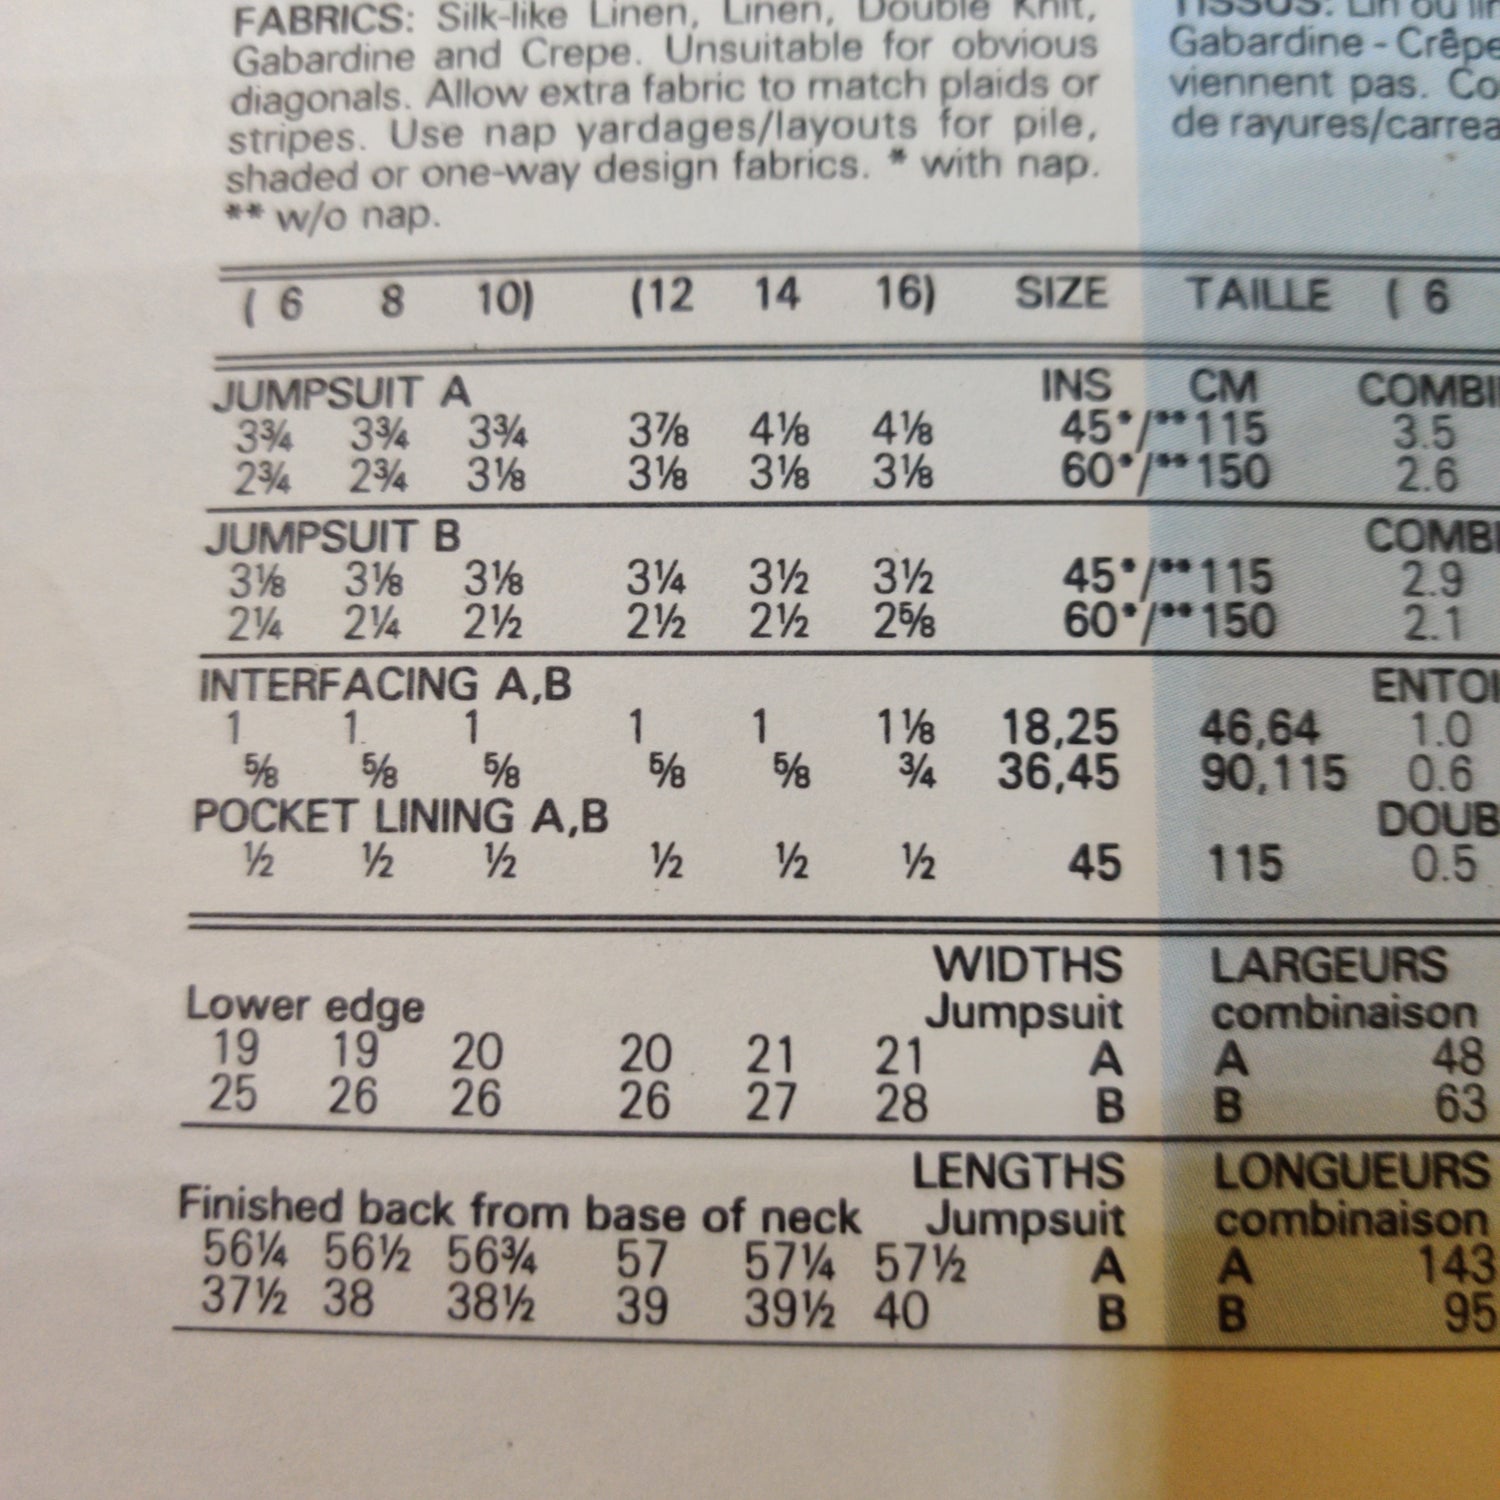 FABRICS: Silk-like Linen, Linen, Double Knit,
Gabardine and Crepe. Unsuitable for obvious
diagonals. Allow extra fabric to match plaids or
stripes. Use nap yardages/layouts for pile,
shaded or one-way design fabrics. * with nap.
** w/o nap.
TISSUS: Lin ou
Gabardine - Crêpe
viennent pas. Co
de rayures/carrea
( 6 8 10) (12 14 16) SIZE TAILLE ( 6
JUMPSUIT A INS CM COMBI
3¾ 3¾ 3¾ 3⅞ 4⅛ 4⅛ 45*/** 115 3.5
2¾ 2¾ 3⅛ 3⅛ 3⅛ 3⅛ 60*/** 150 2.6
JUMPSUIT B COMBI
3⅛ 3⅛ 3⅛ 3¼ 3½ 3½ 45*/** 115 2.9
2¼ 2¼ 2½ 2½ 2½ 2⅝ 60*/** 150 2.1
INTERFACING A,B ENTOI
1 1 1 1 1 1⅛ 18,25 46,64 1.0
⅝ ⅝ ⅝ ⅝ ⅝ ¾ 36,45 90,115 0.6
POCKET LINING A,B DOUB
½ ½ ½ ½ ½ ½ 45 115 0.5
WIDTHS LARGEURS
Lower edge Jumpsuit combinaison
19 19 20 20 21 21 A A 48
25 26 26 26 27 28 B B 63
LENGTHS LONGUEURS
Finished back from base of neck Jumpsuit combinaison
56¼ 56½ 56¾ 57 57¼ 57½ A A 143
37½ 38 38½ 39 39½ 40 B B 95